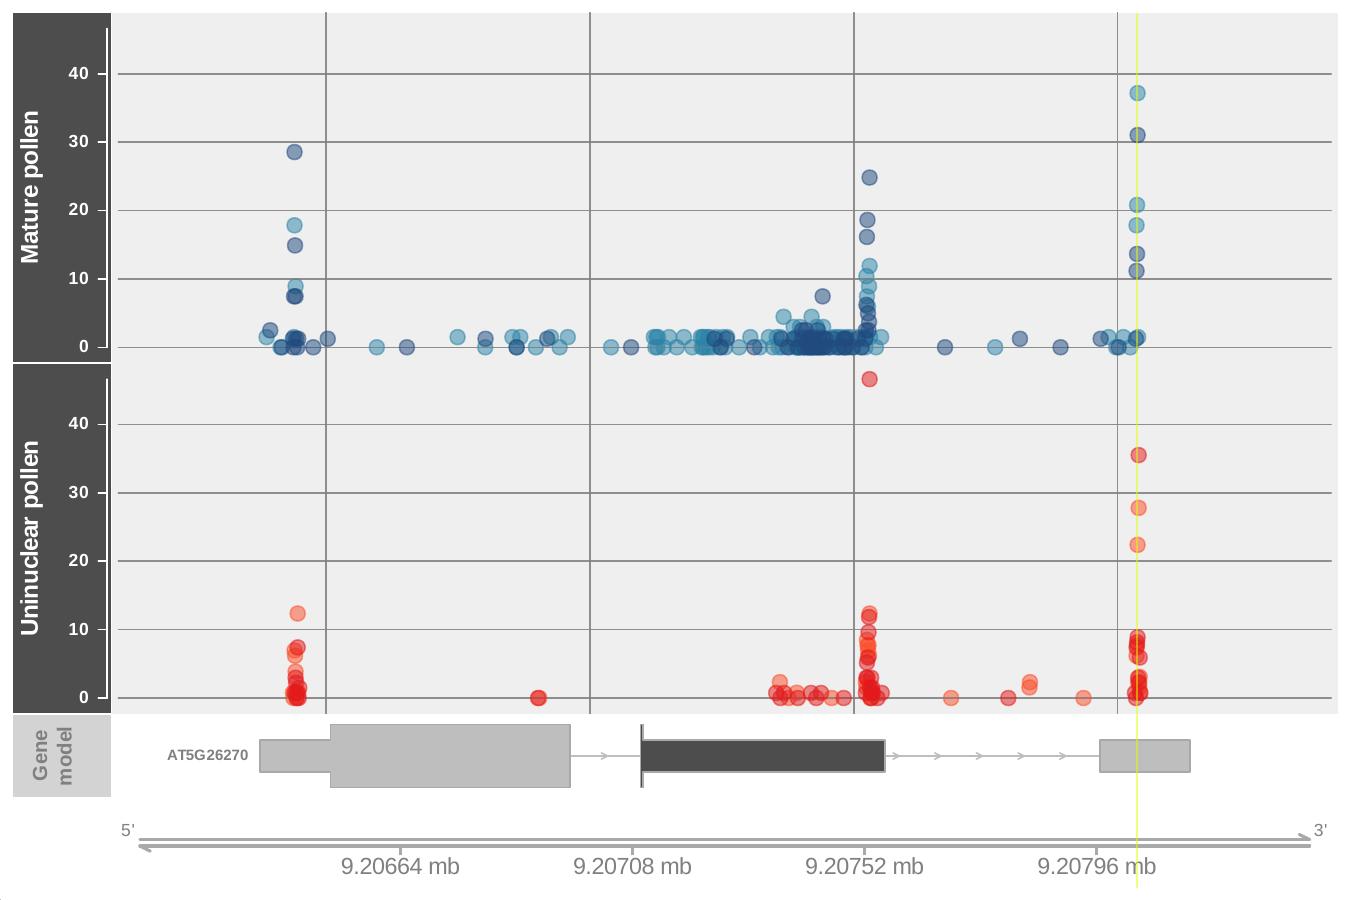 Mature pollen
40
30
20
10
0
Uninuclear pollen
40
30
20
10
0
Gene
model
AT5G26270
5'
3'
9.20664 mb
9.20708 mb
9.20752 mb
9.20796 mb